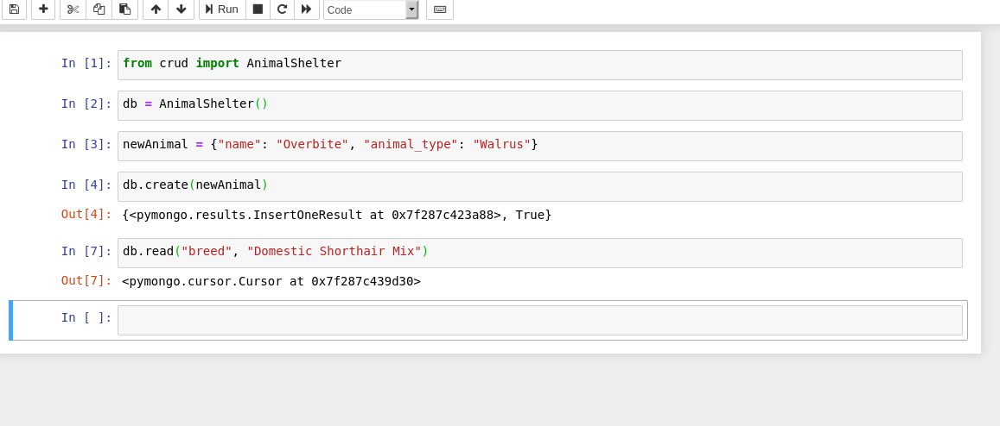 Run
Code
In [1]: from crud import AnimalShelter
In [2]: db = AnimalShelter()
In [3]: newAnimal = {"name": "Overbite", "animal_type": "Walrus"}
In [4]: db.create(newAnimal)
Out[4]: {<pymongo.results.InsertOneResult at 0x7f287c423a88>, True}
In [7]: db.read("breed", "Domestic Shorthair Mix")
Out[7]: <pymongo.cursor.Cursor at 0x7f287c439d30>
In [ ]: